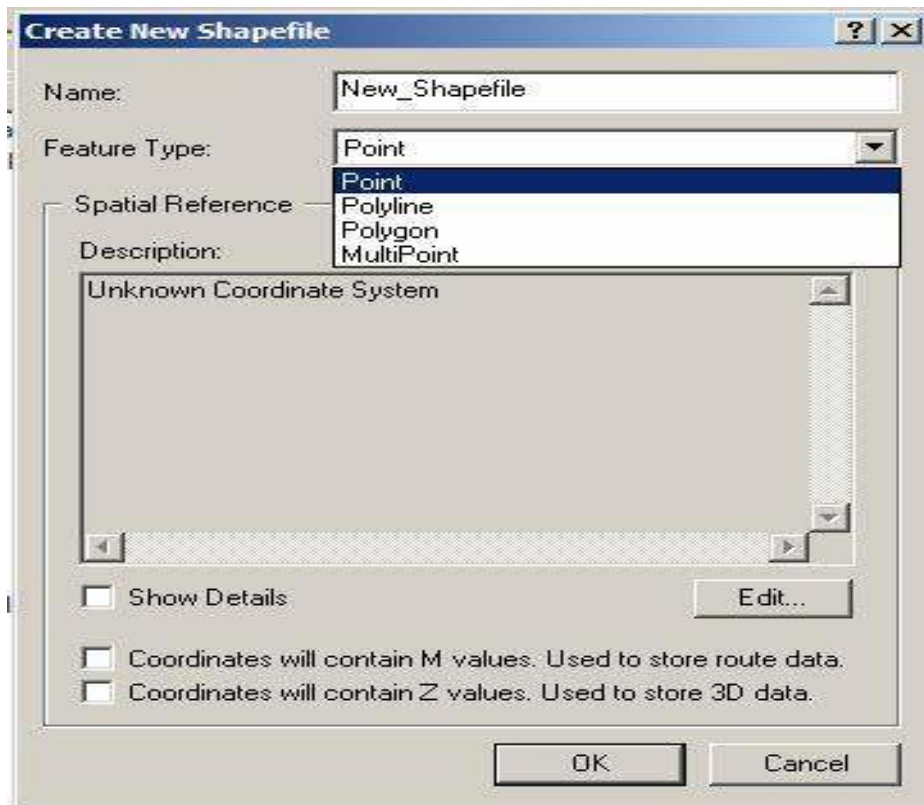 Create New Shapefile
Name:
New_Shapefile
Feature Type:
Point
Point
Polyline
Polygon
MultiPoint
Spatial Reference
Description:
Unknown Coordinate System
Show Details
Edit...
Coordinates will contain M values. Used to store route data.
Coordinates will contain Z values. Used to store 3D data.
OK
Cancel